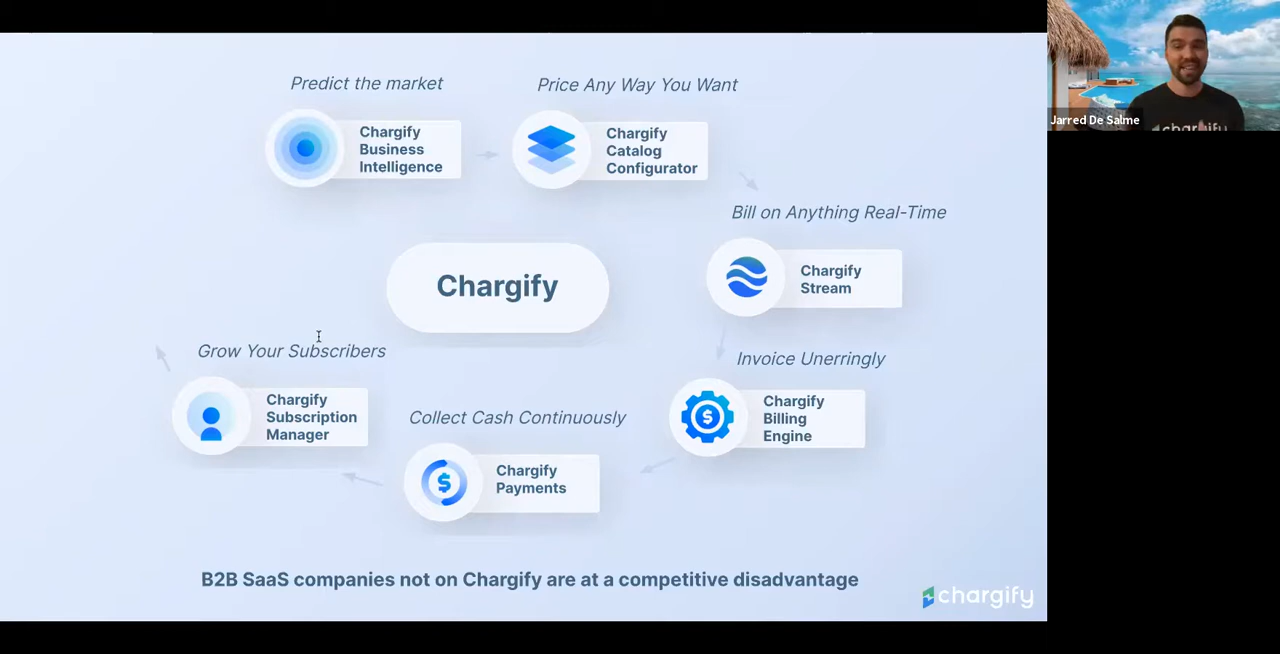 Predict the market
Chargify
Business
Intelligence
Price Any Way You Want
Chargify
Catalog
Configurator
Bill on Anything Real-Time
Chargify
Stream
Chargify
Invoice Unerringly
Chargify
Billing
Engine
Collect Cash Continuously
Chargify
Payments
Grow Your Subscribers
Chargify
Subscription
Manager
B2B SaaS companies not on Chargify are at a competitive disadvantage
chargify
Jarred De Salme
chargify